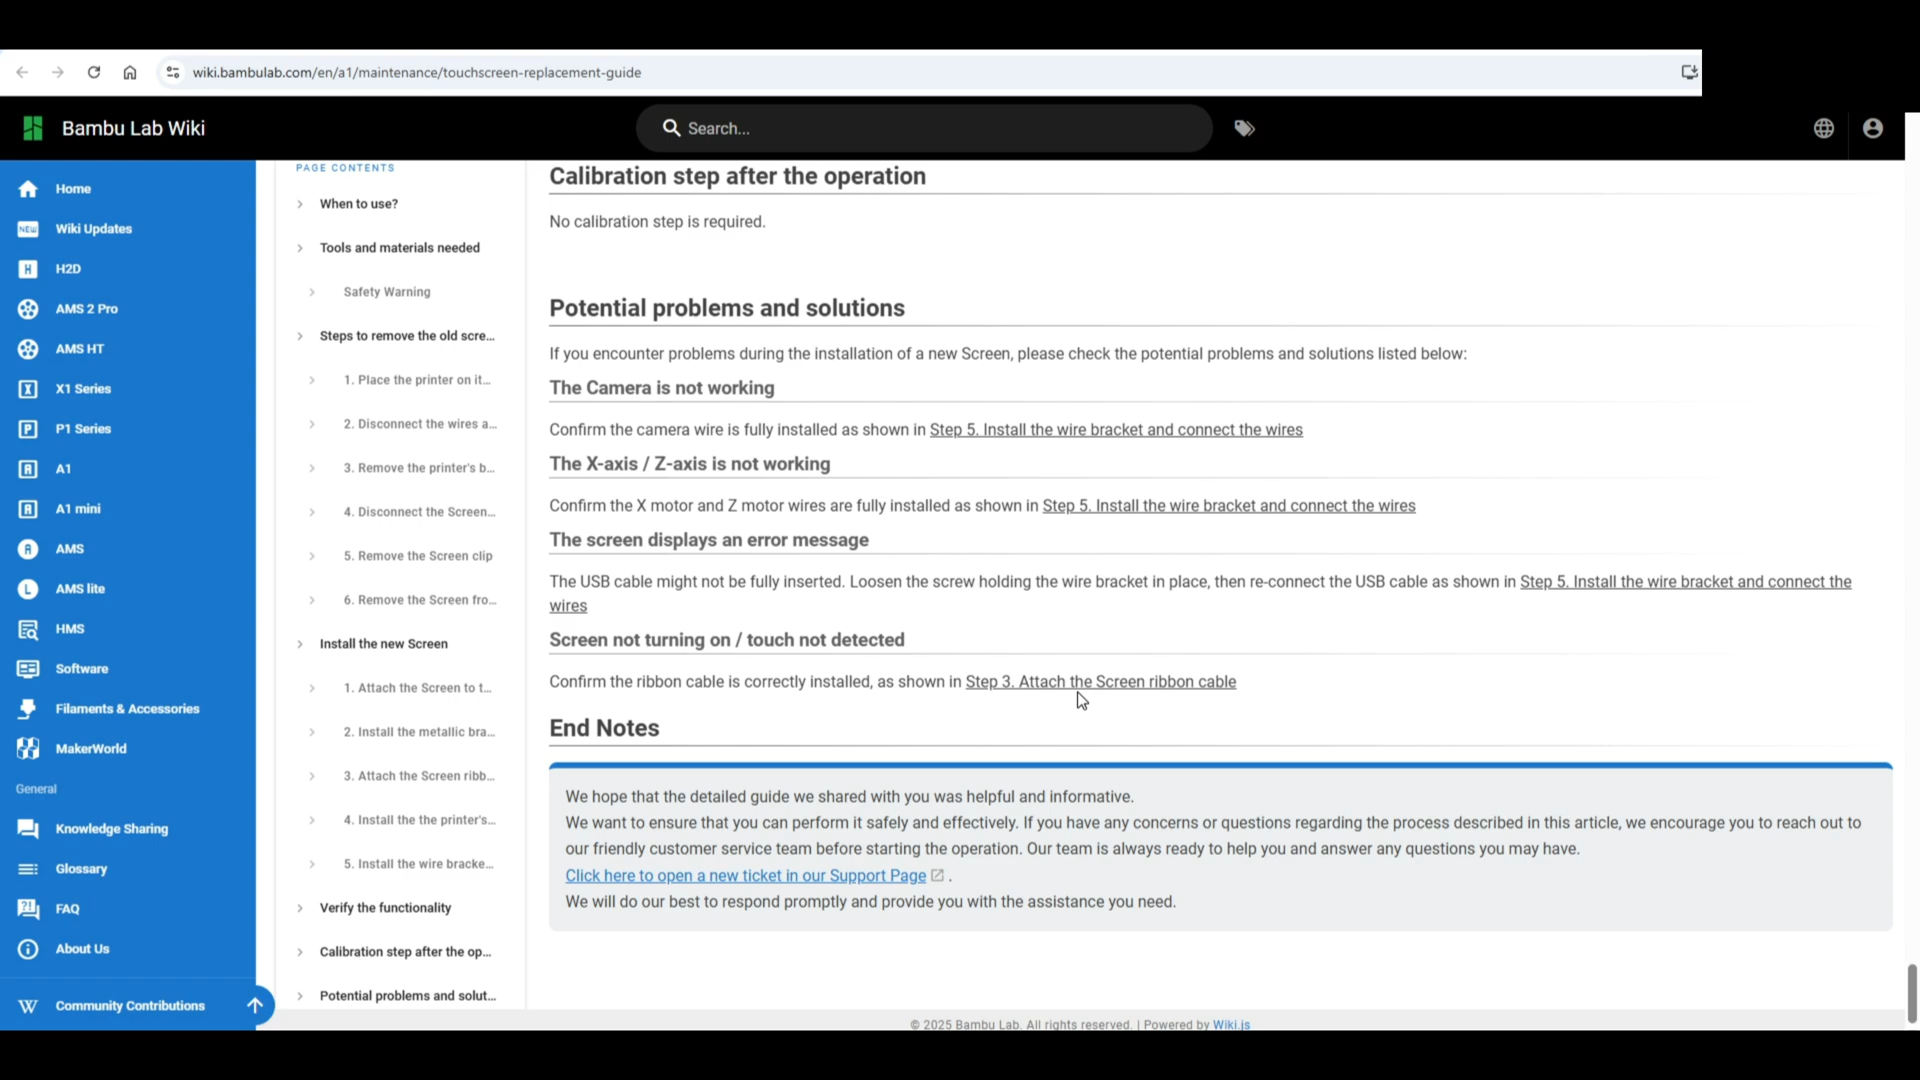 wiki.bambulab.com/en/a1/maintenance/touchscreen-replacement-guide
Bambu Lab Wiki
Search...
Home
NEW
Wiki Updates
H
H2D
AMS 2 Pro
AMS HT
X
X1 Series
P
P1 Series
A
A1
A
A1 mini
A
AMS
L
AMS lite
HMS
Software
Filaments & Accessories
MakerWorld
General
Knowledge Sharing
Glossary
FAQ
About Us
W
Community Contributions
PAGE CONTENTS
When to use?
Tools and materials needed
Safety Warning
Steps to remove the old scre...
1. Place the printer on it...
2. Disconnect the wires a...
3. Remove the printer's b...
4. Disconnect the Screen...
5. Remove the Screen clip
6. Remove the Screen fro...
Install the new Screen
1. Attach the Screen to t...
2. Install the metallic bra...
3. Attach the Screen ribb...
4. Install the the printer's...
5. Install the wire bracke...
Verify the functionality
Calibration step after the op...
Potential problems and solut...
Calibration step after the operation
No calibration step is required.
Potential problems and solutions
If you encounter problems during the installation of a new Screen, please check the potential problems and solutions listed below:
The Camera is not working
Confirm the camera wire is fully installed as shown in Step 5. Install the wire bracket and connect the wires
The X-axis / Z-axis is not working
Confirm the X motor and Z motor wires are fully installed as shown in Step 5. Install the wire bracket and connect the wires
The screen displays an error message
The USB cable might not be fully inserted. Loosen the screw holding the wire bracket in place, then re-connect the USB cable as shown in Step 5. Install the wire bracket and connect the
wires
Screen not turning on / touch not detected
Confirm the ribbon cable is correctly installed, as shown in Step 3. Attach the Screen ribbon cable
End Notes
We hope that the detailed guide we shared with you was helpful and informative.
We want to ensure that you can perform it safely and effectively. If you have any concerns or questions regarding the process described in this article, we encourage you to reach out to
our friendly customer service team before starting the operation. Our team is always ready to help you and answer any questions you may have.
Click here to open a new ticket in our Support Page .
We will do our best to respond promptly and provide you with the assistance you need.
© 2025 Bambu Lab. All rights reserved. | Powered by Wiki.js